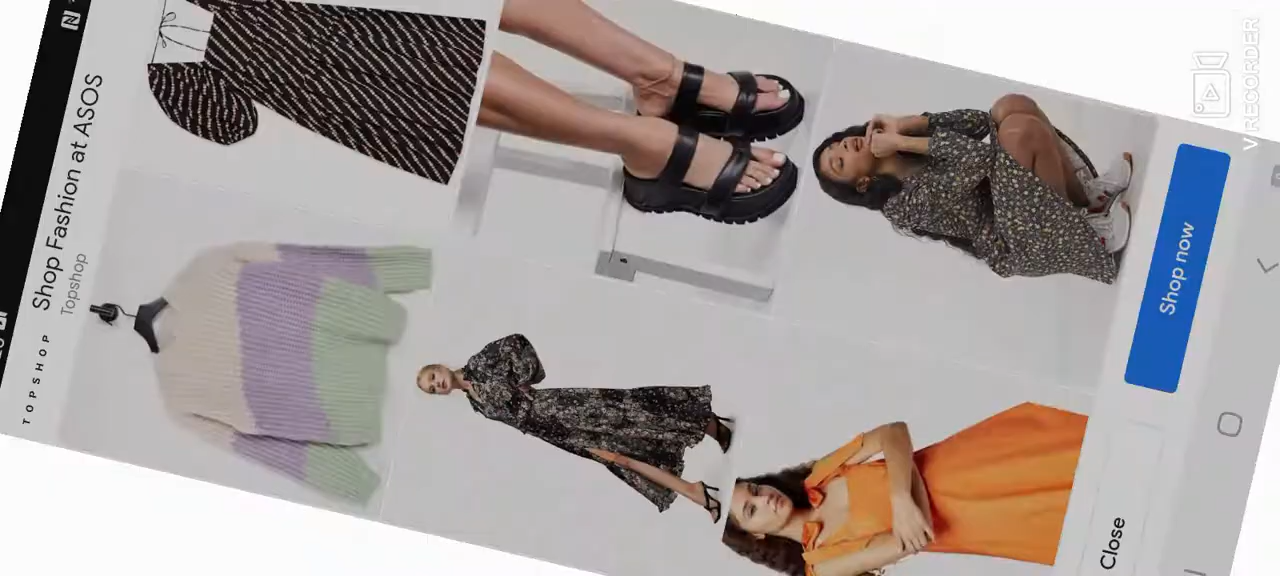 Shop Fashion at ASOS
Topshop
TOPSHOP
Shop now
Close
V RECORDER